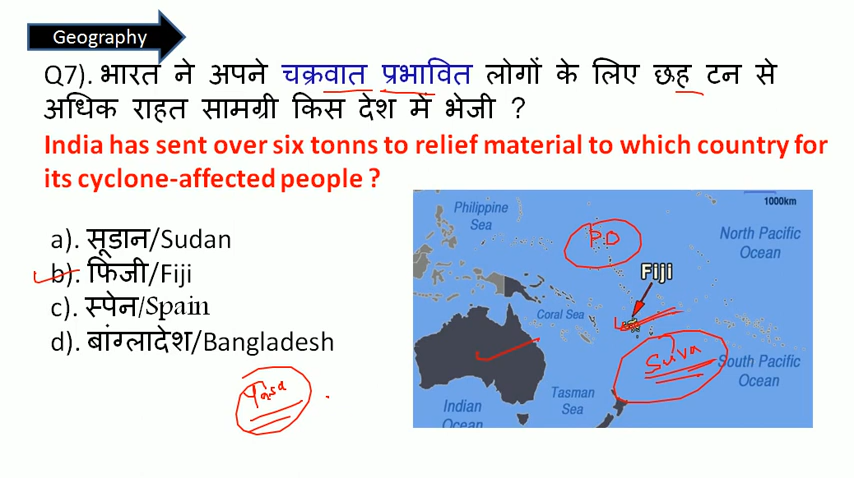 Geography
Q7). भारत ने अपने चक्रवात प्रभावित लोगों के लिए छह टन से
अधिक राहत सामग्री किस देश में भेजी ?
India has sent over six tonns to relief material to which country for
its cyclone-affected people ?
a). सूडान/Sudan
b). फिजी/Fiji
c). स्पेन/Spain
d). बांग्लादेश/Bangladesh
1000km
Philippine
Sea
North Pacific
Ocean
PO
Fiji
Coral Sea
Suva
South Pacific
Ocean
Tasman
Sea
Indian
Ocean
Yasa